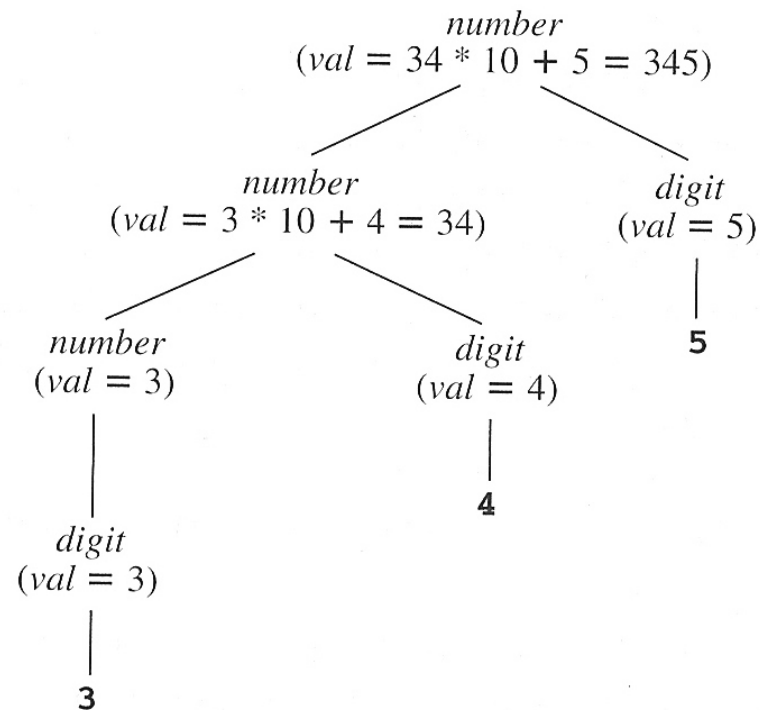 number
(val = 34 * 10 + 5 = 345)
number
(val = 3 * 10 + 4 = 34)
digit
(val = 5)
number
(val = 3)
digit
(val = 4)
5
4
digit
(val = 3)
3